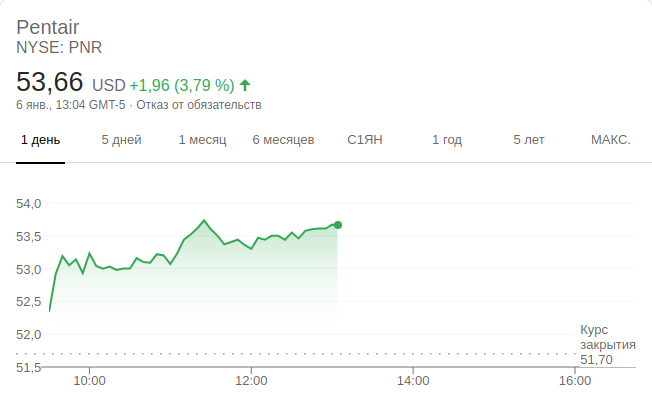 Pentair
NYSE: PNR
53,66 USD +1,96 (3,79 %)
6 янв., 13:04 GMT-5 · Отказ от обязательств
1 день 5 дней 1 месяц 6 месяцев С1ЯН 1 год 5 лет МАКС.
54,0
53,5
53,0
52,5
52,0
51,5
Курс
закрытия
51,70
10:00 12:00 14:00 16:00